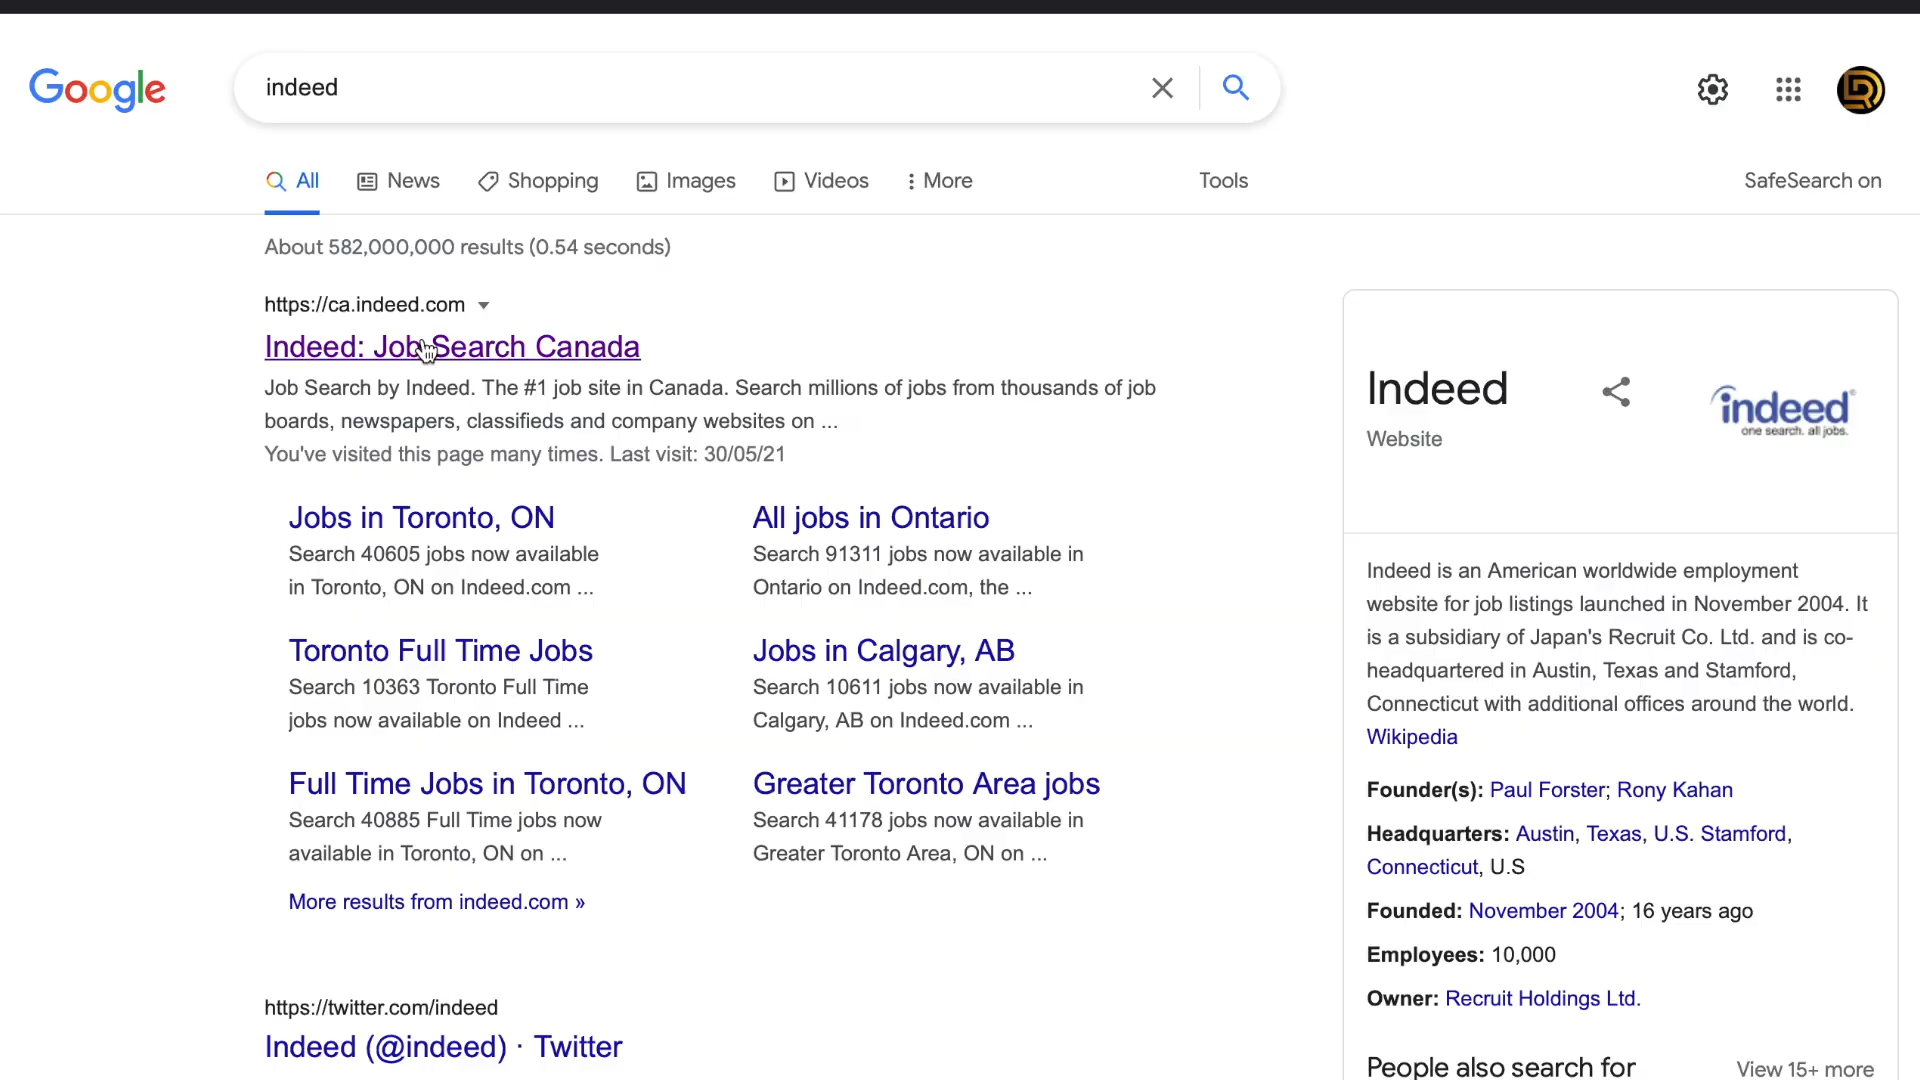 Google
indeed
All
News
Shopping
Images
Videos
More
Tools
SafeSearch on
About 582,000,000 results (0.54 seconds)
https://ca.indeed.com
Indeed: Job Search Canada
Job Search by Indeed. The #1 job site in Canada. Search millions of jobs from thousands of job
boards, newspapers, classifieds and company websites on ...
You've visited this page many times. Last visit: 30/05/21
Jobs in Toronto, ON
Search 40605 jobs now available
in Toronto, ON on Indeed.com ...
All jobs in Ontario
Search 91311 jobs now available in
Ontario on Indeed.com, the ...
Toronto Full Time Jobs
Search 10363 Toronto Full Time
jobs now available on Indeed ...
Jobs in Calgary, AB
Search 10611 jobs now available in
Calgary, AB on Indeed.com ...
Full Time Jobs in Toronto, ON
Search 40885 Full Time jobs now
available in Toronto, ON on ...
Greater Toronto Area jobs
Search 41178 jobs now available in
Greater Toronto Area, ON on ...
More results from indeed.com »
https://twitter.com/indeed
Indeed (@indeed) · Twitter
Indeed
Website
indeed®
one search. all jobs.
Indeed is an American worldwide employment
website for job listings launched in November 2004. It
is a subsidiary of Japan's Recruit Co. Ltd. and is co-
headquartered in Austin, Texas and Stamford,
Connecticut with additional offices around the world.
Wikipedia
Founder(s): Paul Forster; Rony Kahan
Headquarters: Austin, Texas, U.S. Stamford,
Connecticut, U.S
Founded: November 2004; 16 years ago
Employees: 10,000
Owner: Recruit Holdings Ltd.
People also search for
View 15+ more